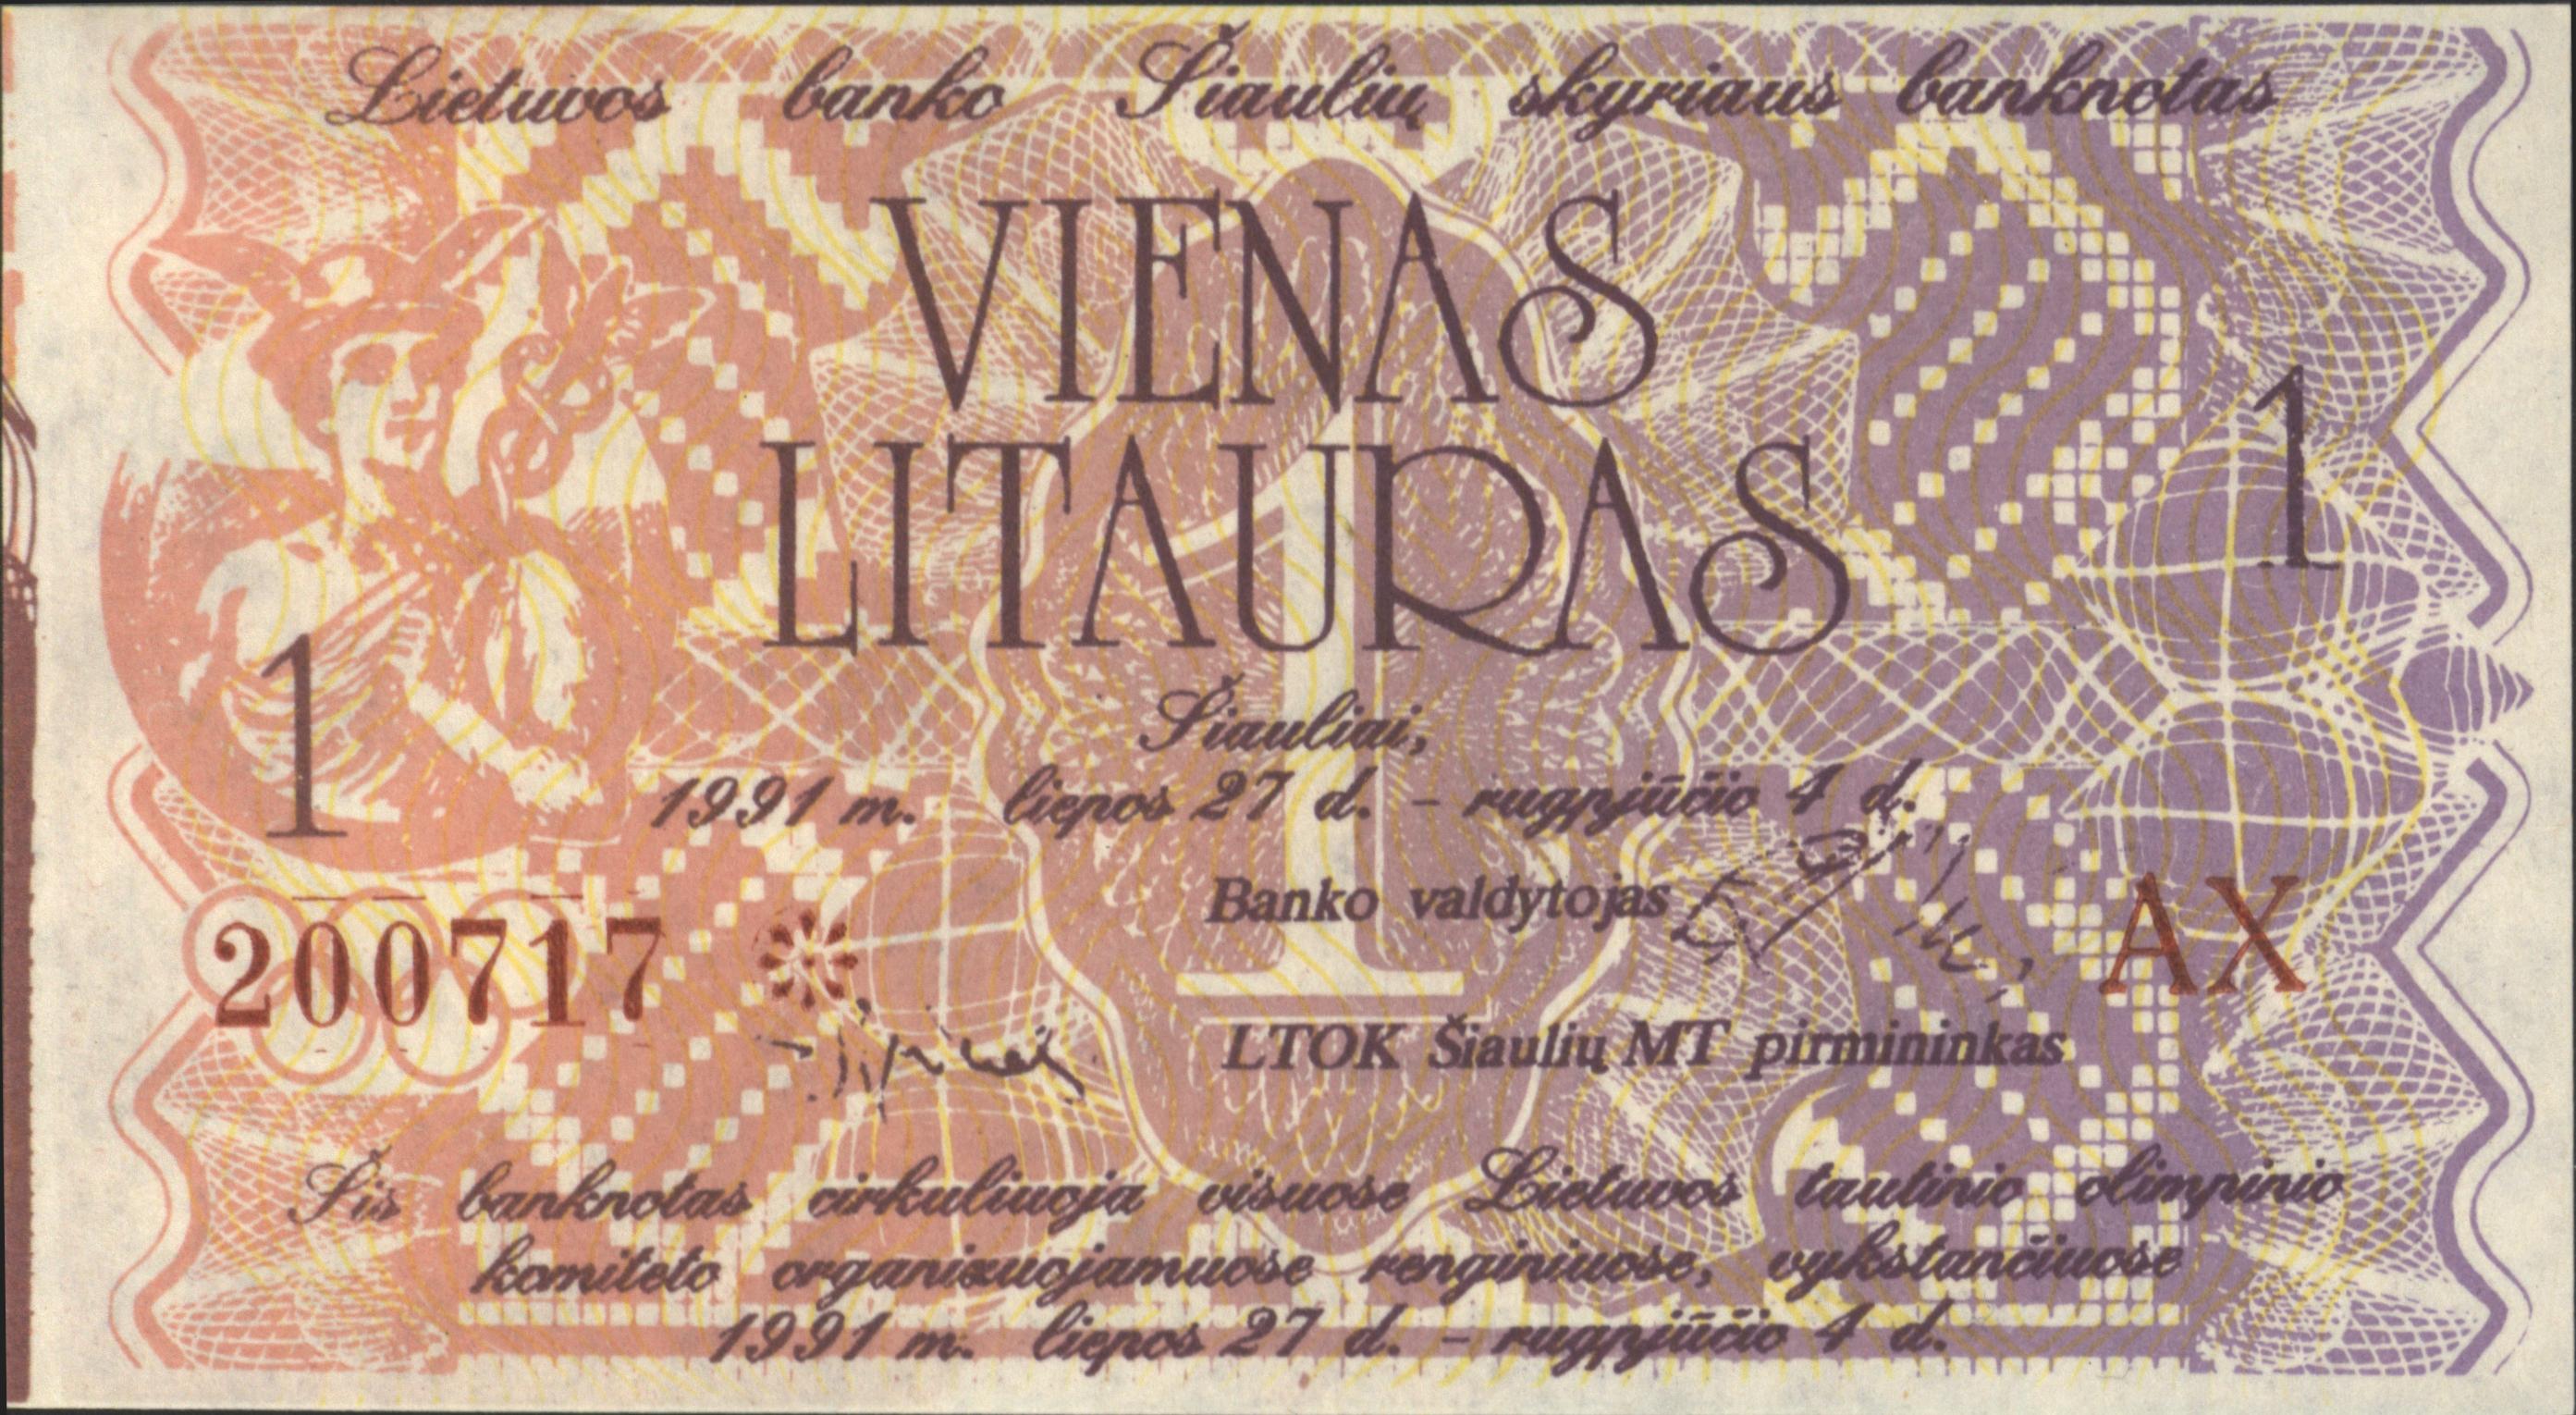 Lietuvos banko Šiaulių skyriaus banknotas
VIENAS
LITAURAS
1
Šiauliai,
1
1991 m. liepos 27 d. – rugpjūčio 4 d.
Banko valdytojas
AX
200717
LTOK Šiaulių MT pirmininkas
Šis banknotas cirkuliuoja visuose Lietuvos tautinio olimpinio
komiteto organizuojamuose renginiuose, vykstančiuose
1991 m. liepos 27 d. – rugpjūčio 4 d.
1